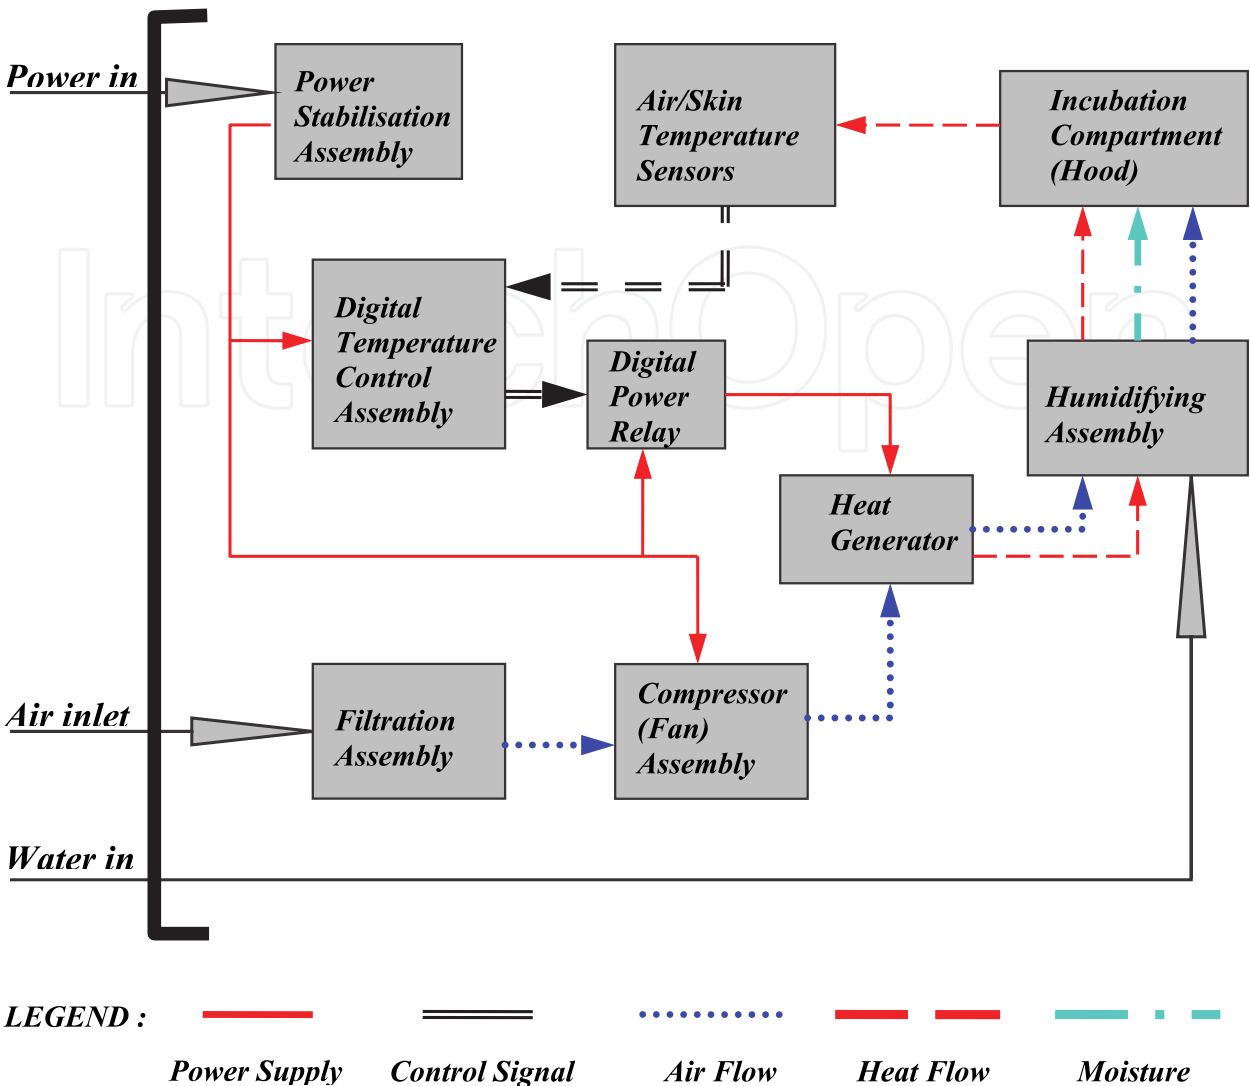 Power in
Power
Stabilisation
Assembly
Air/Skin
Temperature
Sensors
Incubation
Compartment
(Hood)
Digital
Temperature
Control
Assembly
Digital
Power
Relay
Humidifying
Assembly
Heat
Generator
Air inlet
Filtration
Assembly
Compressor
(Fan)
Assembly
Water in
LEGEND :
Power Supply
Control Signal
Air Flow
Heat Flow
Moisture
IntechOpen